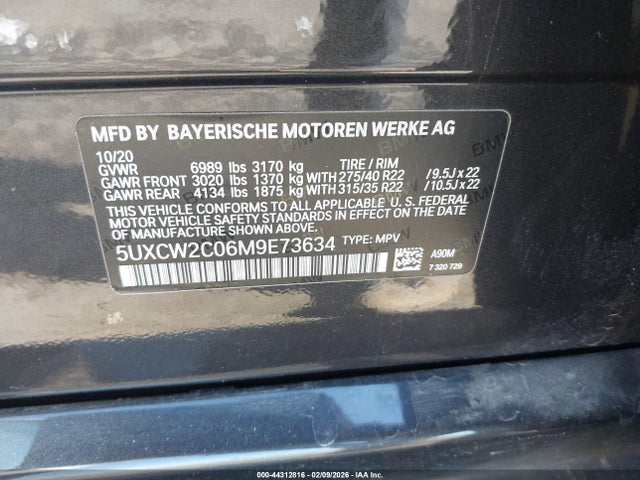 MFD BY BAYERISCHE MOTOREN WERKE AG
10/20
GVWR 6989 lbs 3170 kg TIRE / RIM
GAWR FRONT 3020 lbs 1370 kg WITH 275/40 R22 / 9.5J x 22
GAWR REAR 4134 lbs 1875 kg WITH 315/35 R22 / 10.5J x 22
THIS VEHICLE CONFORMS TO ALL APPLICABLE U. S. FEDERAL
MOTOR VEHICLE SAFETY STANDARDS IN EFFECT ON THE DATE
OF MANUFACTURE SHOWN ABOVE.
5UXCW2C06M9E73634 TYPE: MPV
A90M
7 320 729
000-44312816 - 02/09/2026 - IAA Inc.